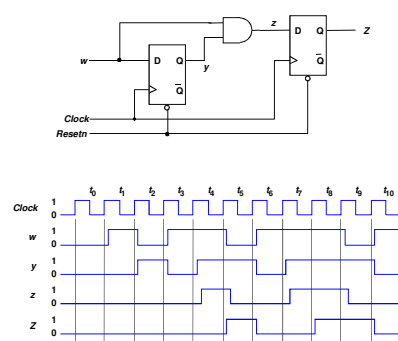 z
D Q Z
w D Q Q
y
Q
Clock
Resetn
t0 t1 t2 t3 t4 t5 t6 t7 t8 t9 t10
Clock 1
0
w 1
0
y 1
0
z 1
0
Z 1
0